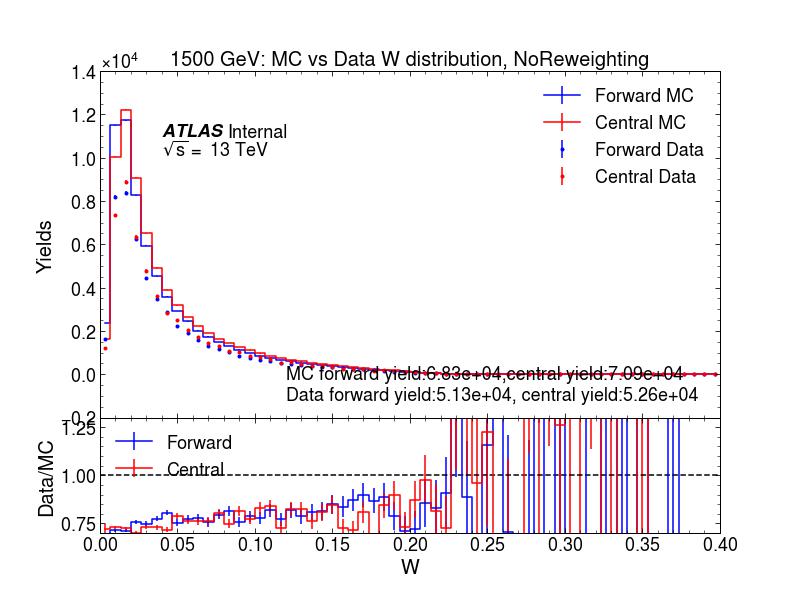 ×10⁴
1500 GeV: MC vs Data W distribution, NoReweighting
1.4
1.2
1.0
0.8
0.6
0.4
0.2
0.0
0.2
Yields
ATLAS Internal
√s = 13 TeV
Forward MC
Central MC
Forward Data
Central Data
MC forward yield:6.83e+04,central yield:7.09e+04
Data forward yield:5.13e+04, central yield:5.26e+04
1.25
1.00
0.75
Data/MC
Forward
Central
0.00 0.05 0.10 0.15 0.20 0.25 0.30 0.35 0.40
W